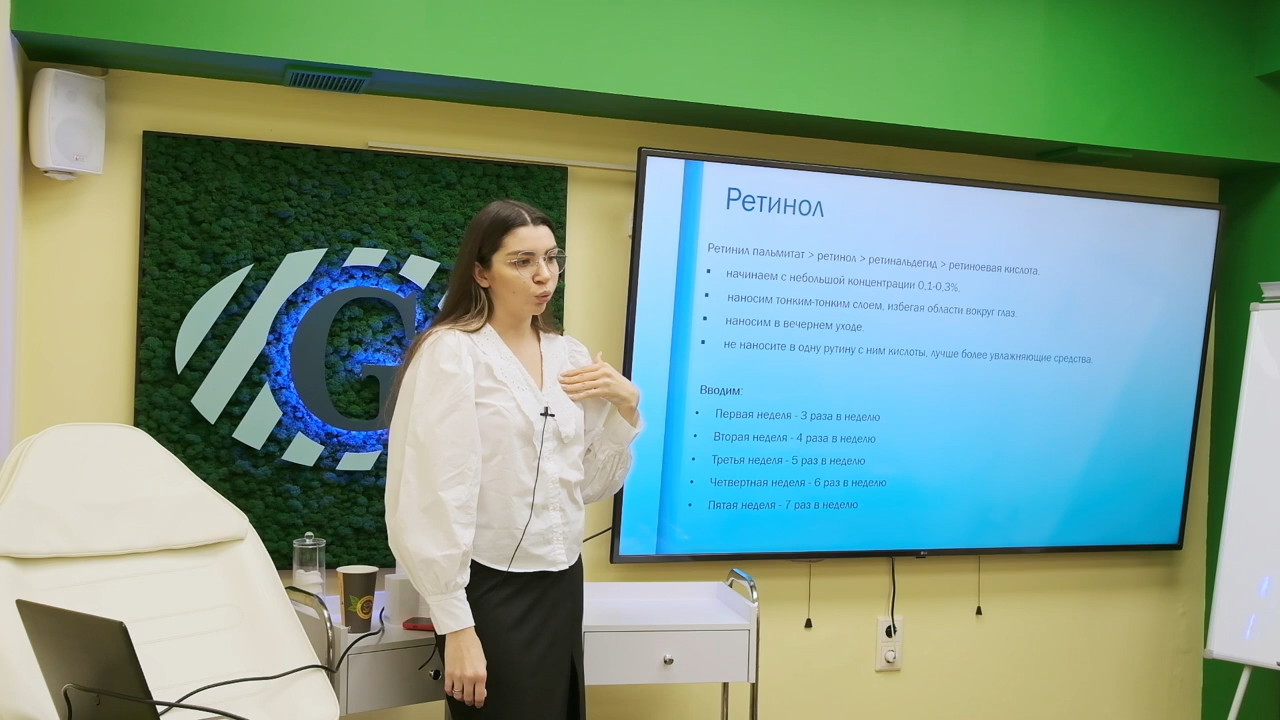 G
Ретинол
Ретинил пальмитат > ретинол > ретинальдегид > ретиноевая кислота.
начинаем с небольшой концентрации 0,1-0,3%.
наносим тонким-тонким слоем, избегая области вокруг глаз.
наносим в вечернем уходе.
не наносите в одну рутину с ним кислоты, лучше более увлажняющие средства.
Вводим:
Первая неделя - 3 раза в неделю
Вторая неделя - 4 раза в неделю
Третья неделя - 5 раз в неделю
Четвертная неделя - 6 раз в неделю
Пятая неделя - 7 раз в неделю
LG